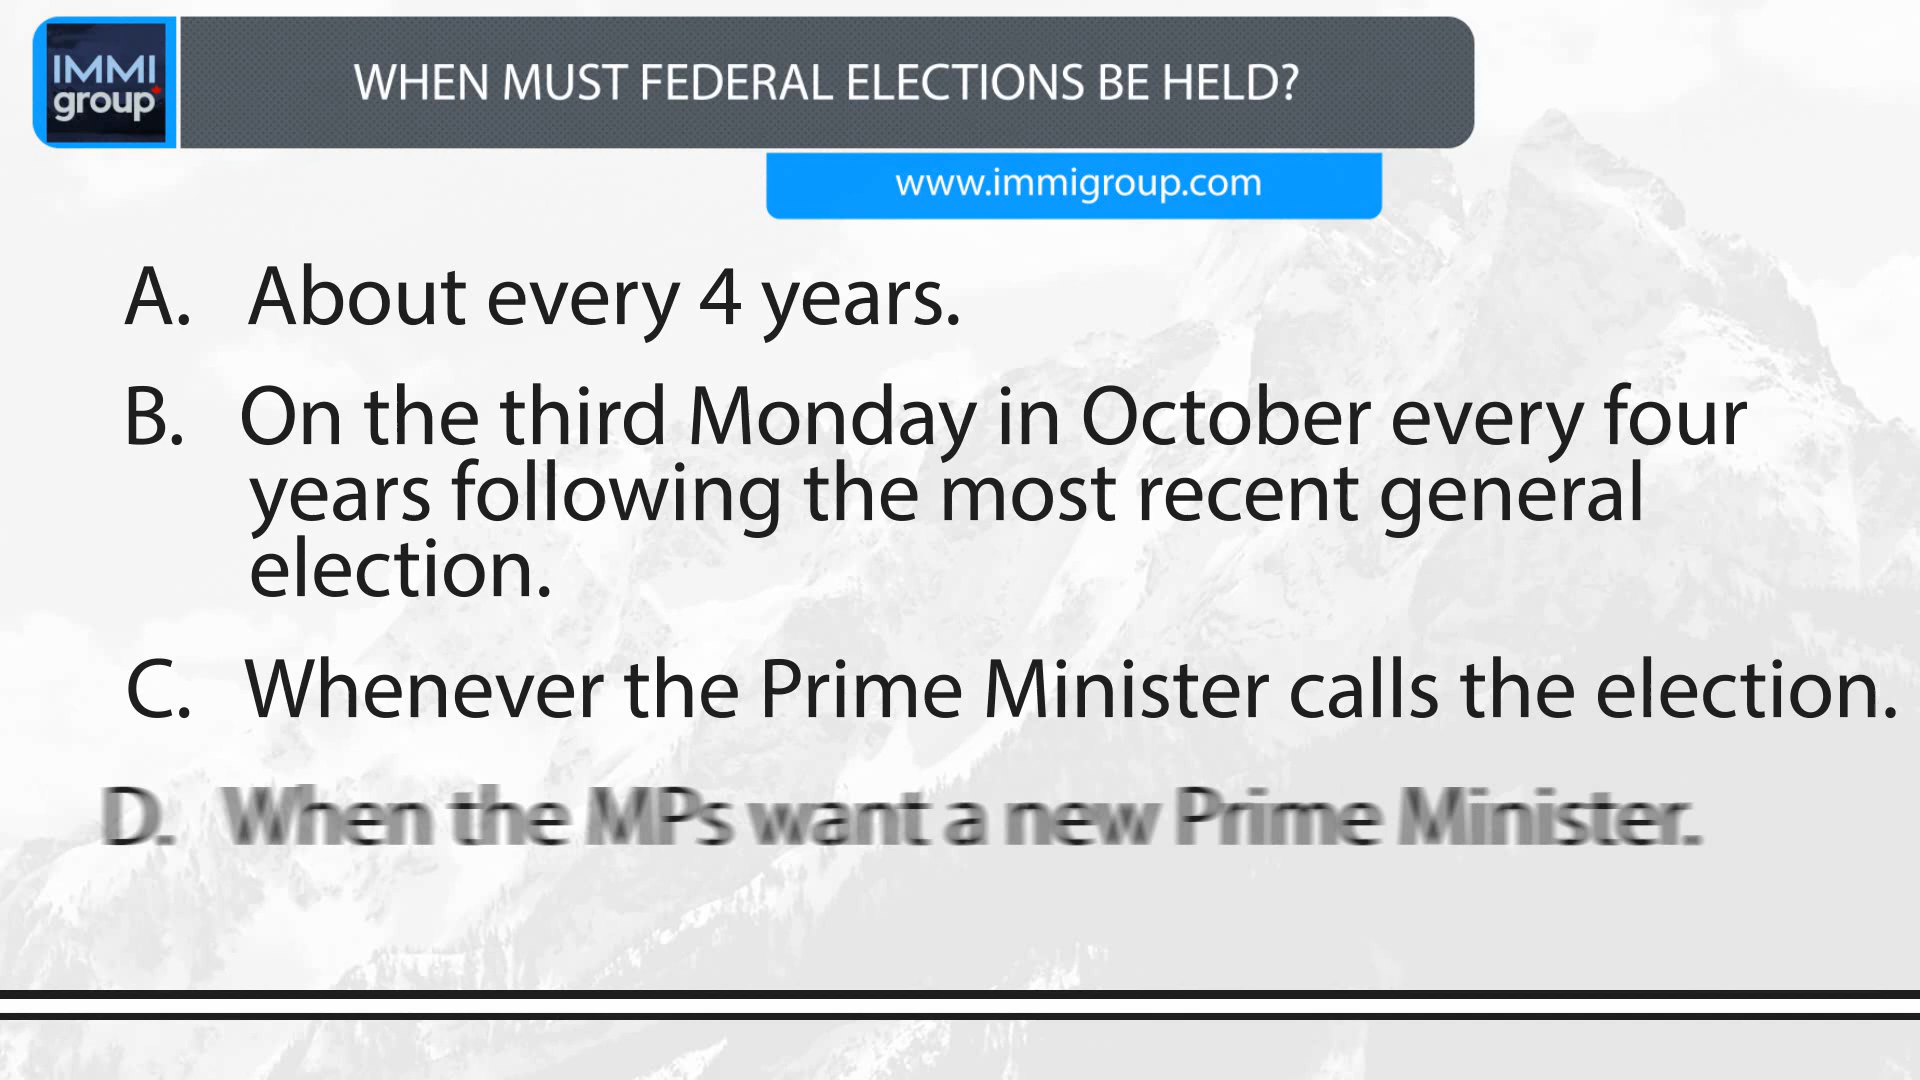 IMMI
group
WHEN MUST FEDERAL ELECTIONS BE HELD?
www.immigroup.com
A. About every 4 years.
B. On the third Monday in October every four
years following the most recent general
election.
C. Whenever the Prime Minister calls the election.
D. When the MPs want a new Prime Minister.